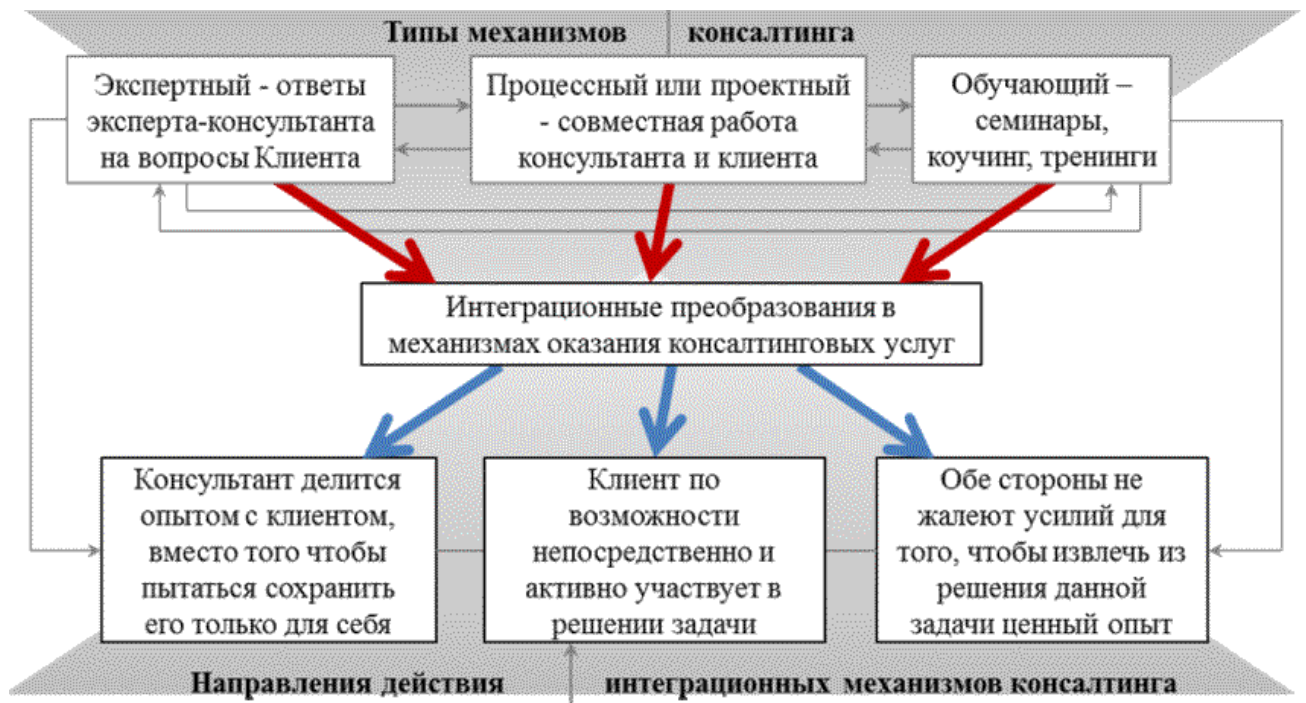 Типы механизмов консалтинга
Экспертный - ответы
эксперта-консультанта
на вопросы Клиента
Процессный или проектный
- совместная работа
консультанта и клиента
Обучающий –
семинары,
коучинг, тренинги
Интеграционные преобразования в
механизмах оказания консалтинговых услуг
Консультант делится
опытом с клиентом,
вместо того чтобы
пытаться сохранить
его только для себя
Клиент по
возможности
непосредственно и
активно участвует в
решении задачи
Обе стороны не
жалеют усилий для
того, чтобы извлечь из
решения данной
задачи ценный опыт
Направления действия интеграционных механизмов консалтинга